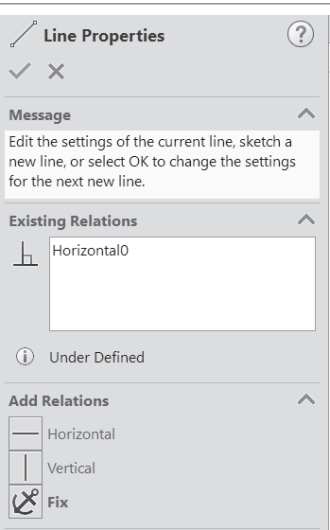 Line Properties
?
Message
Edit the settings of the current line, sketch a
new line, or select OK to change the settings
for the next new line.
Existing Relations
Horizontal0
i Under Defined
Add Relations
Horizontal
Vertical
Fix